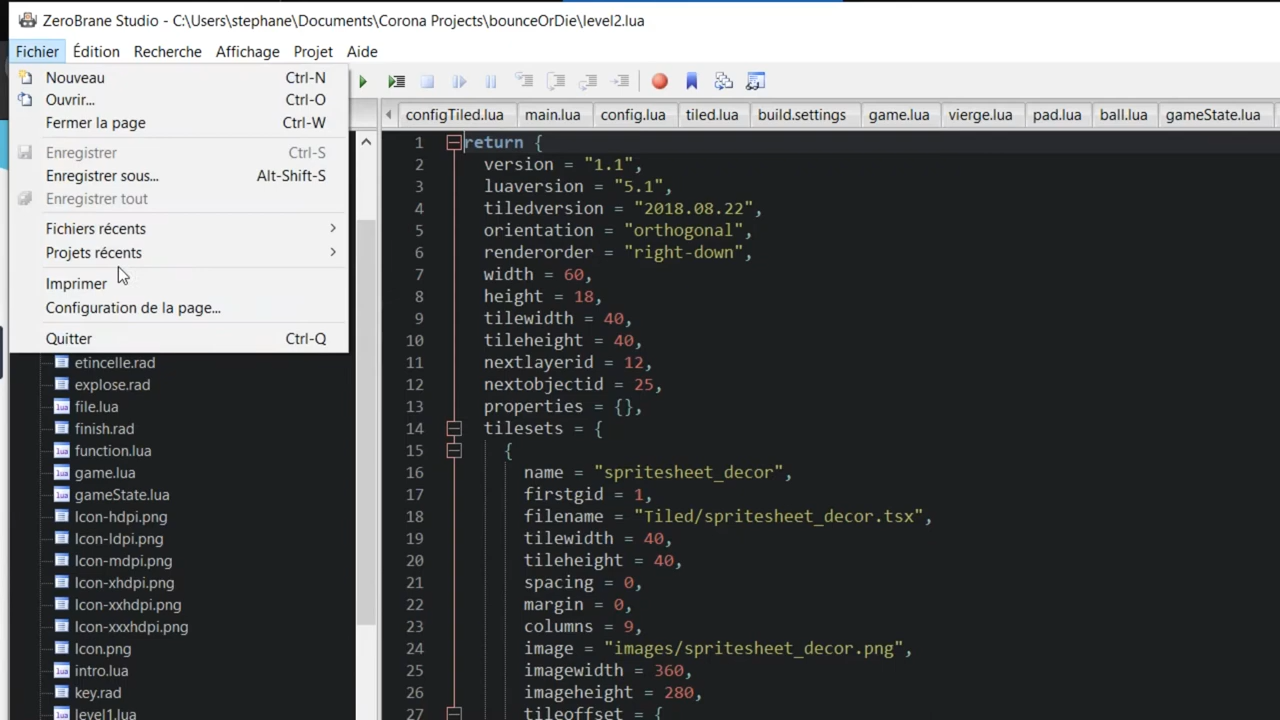 ZeroBrane Studio - C:\Users\stephane\Documents\Corona Projects\bounceOrDie\level2.lua
Fichier Édition Recherche Affichage Projet Aide
Nouveau Ctrl-N
Ouvrir... Ctrl-O
Fermer la page Ctrl-W
Enregistrer Ctrl-S
Enregistrer sous... Alt-Shift-S
Enregistrer tout
Fichiers récents
Projets récents
Imprimer
Configuration de la page...
Quitter Ctrl-Q
etincelle.rad
explose.rad
file.lua
finish.rad
function.lua
game.lua
gameState.lua
Icon-hdpi.png
Icon-ldpi.png
Icon-mdpi.png
Icon-xhdpi.png
Icon-xxhdpi.png
Icon-xxxhdpi.png
Icon.png
intro.lua
key.rad
level1.lua
configTiled.lua main.lua config.lua tiled.lua build.settings game.lua vierge.lua pad.lua ball.lua gameState.lua
1 return {
2 version = "1.1",
3 luaversion = "5.1",
4 tiledversion = "2018.08.22",
5 orientation = "orthogonal",
6 renderorder = "right-down",
7 width = 60,
8 height = 18,
9 tilewidth = 40,
10 tileheight = 40,
11 nextlayerid = 12,
12 nextobjectid = 25,
13 properties = {},
14 tilesets = {
15 {
16 name = "spritesheet_decor",
17 firstgid = 1,
18 filename = "Tiled/spritesheet_decor.tsx",
19 tilewidth = 40,
20 tileheight = 40,
21 spacing = 0,
22 margin = 0,
23 columns = 9,
24 image = "images/spritesheet_decor.png",
25 imagewidth = 360,
26 imageheight = 280,
27 tileoffset = {